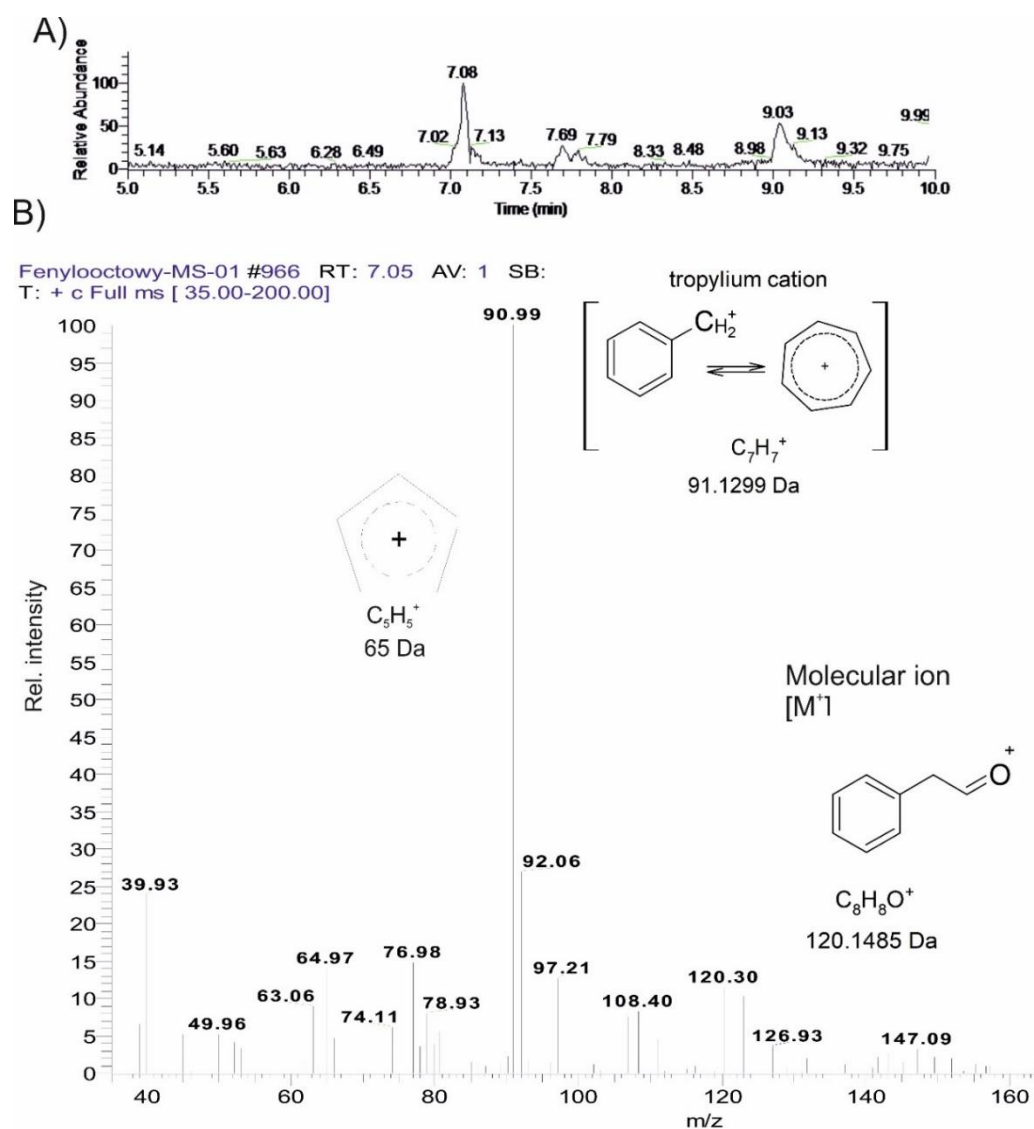 A)
Relative Abundance
100
50
0
7.08
7.02
7.13
5.14
5.60
5.63
6.28
6.49
7.69
7.79
8.33
8.48
8.98
9.03
9.13
9.32
9.75
9.99
5.0 5.5 6.0 6.5 7.0 7.5 8.0 8.5 9.0 9.5 10.0
Time (min)
B)
Fenylooctowy-MS-01 #966 RT: 7.05 AV: 1 SB:
T: + c Full ms [ 35.00-200.00]
tropylium cation
90.99
CH₂⁺
+
C₇H₇⁺
91.1299 Da
+
C₅H₅⁺
65 Da
Molecular ion
[M⁺]
O⁺
C₈H₈O⁺
120.1485 Da
Rel. intensity
100
95
90
85
80
75
70
65
60
55
50
45
40
35
30
25
20
15
10
5
0
39.93
49.96
63.06
64.97
74.11
76.98
78.93
92.06
97.21
108.40
120.30
126.93
147.09
40 60 80 100 120 140 160
m/z